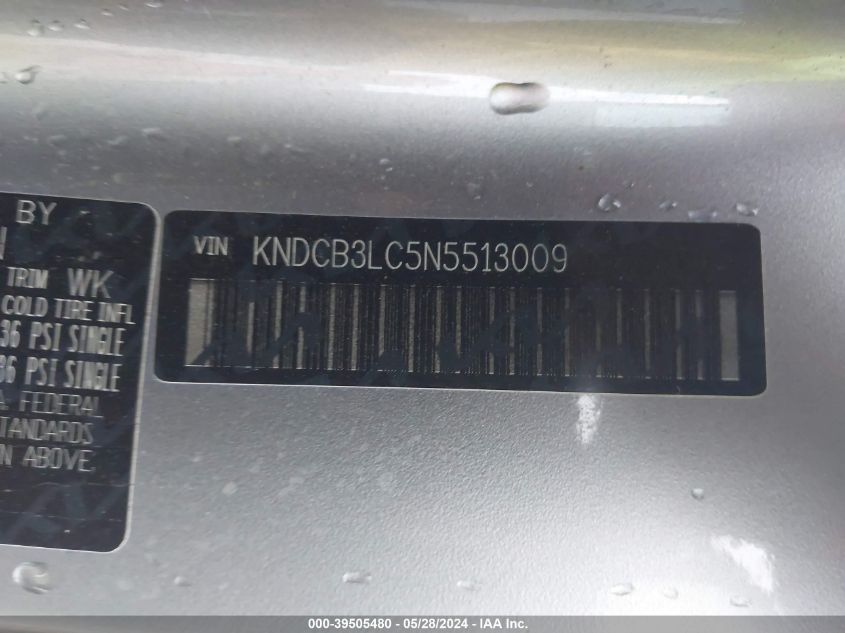 BY
TRIM WK
COLD TIRE INFL
36 PSI SINGLE
36 PSI SINGLE
FEDERAL
STANDARDS
ABOVE
VIN KNDCB3LC5N5513009
000-39505480 - 05/28/2024 - IAA Inc.